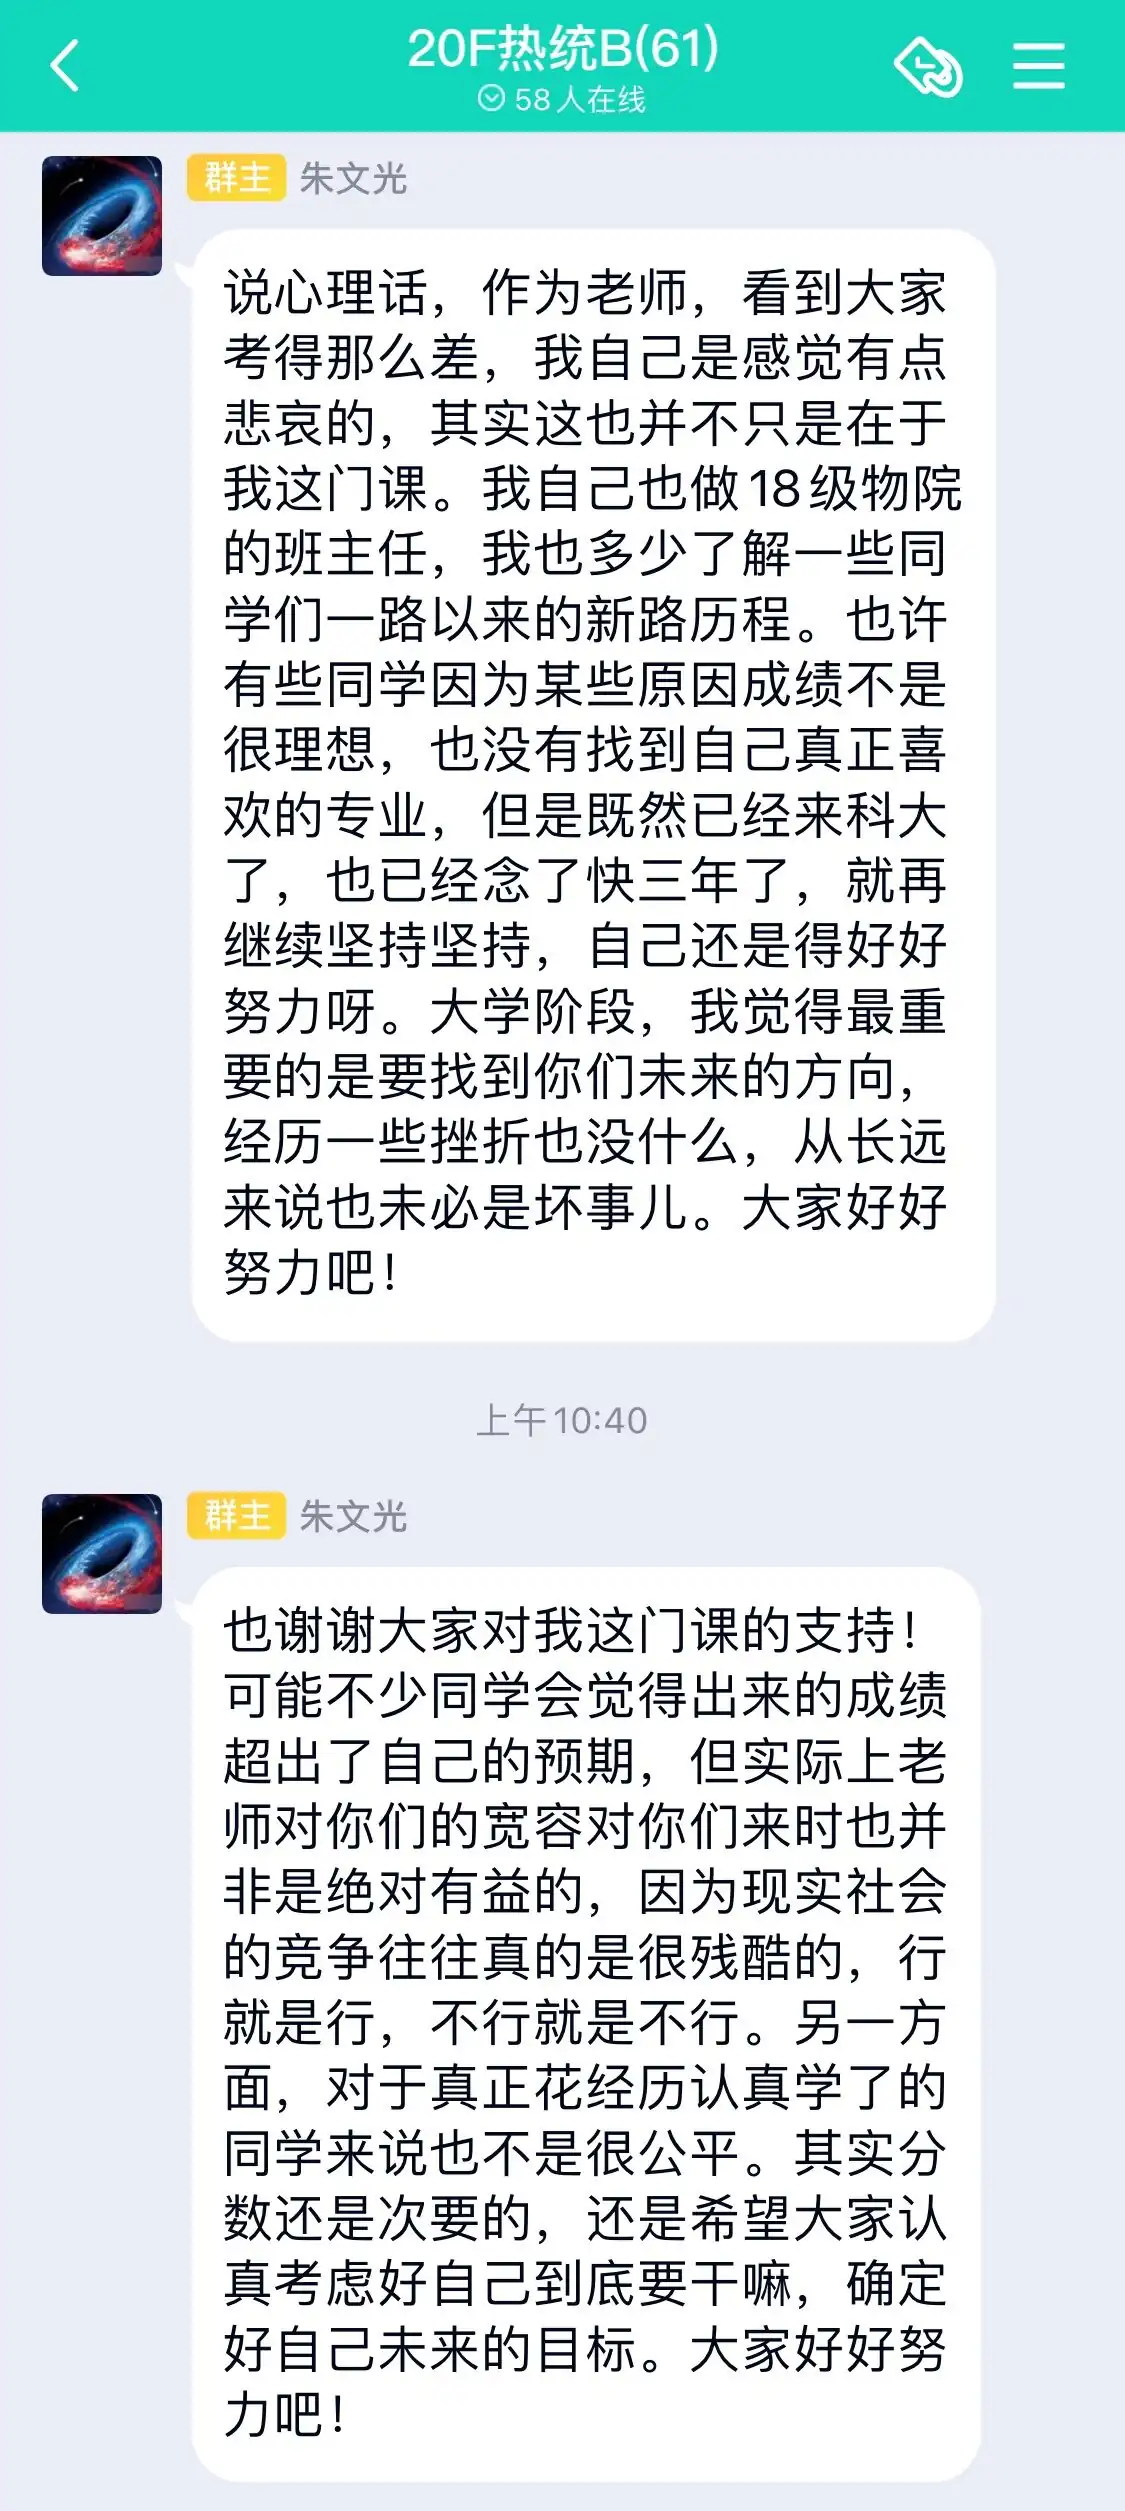 20F热统B(61)
58人在线
群主 朱文光
说心理话，作为老师，看到大家
考得那么差，我自己是感觉有点
悲哀的，其实这也并不只是在于
我这门课。我自己也做18级物院
的班主任，我也多少了解一些同
学们一路以来的新路历程。也许
有些同学因为某些原因成绩不是
很理想，也没有找到自己真正喜
欢的专业，但是既然已经来科大
了，也已经念了快三年了，就再
继续坚持坚持，自己还是得好好
努力呀。大学阶段，我觉得最重
要的是要找到你们未来的方向，
经历一些挫折也没什么，从长远
来说也未必是坏事儿。大家好好
努力吧！
上午10:40
群主 朱文光
也谢谢大家对我这门课的支持！
可能不少同学会觉得出来的成绩
超出了自己的预期，但实际上老
师对你们的宽容对你们来时也并
非是绝对有益的，因为现实社会
的竞争往往真的是很残酷的，行
就是行，不行就是不行。另一方
面，对于真正花经历认真学了的
同学来说也不是很公平。其实分
数还是次要的，还是希望大家认
真考虑好自己到底要干嘛，确定
好自己未来的目标。大家好好努
力吧！